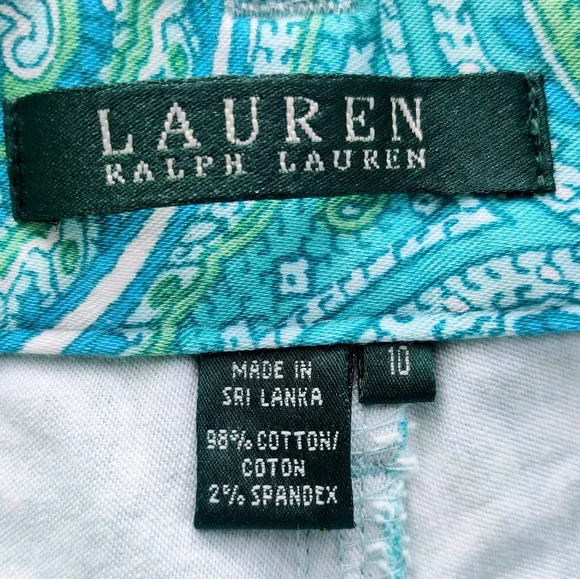 LAUREN
RALPH LAUREN
MADE IN
SRI LANKA
98% COTTON/
COTON
2% SPANDEX
10